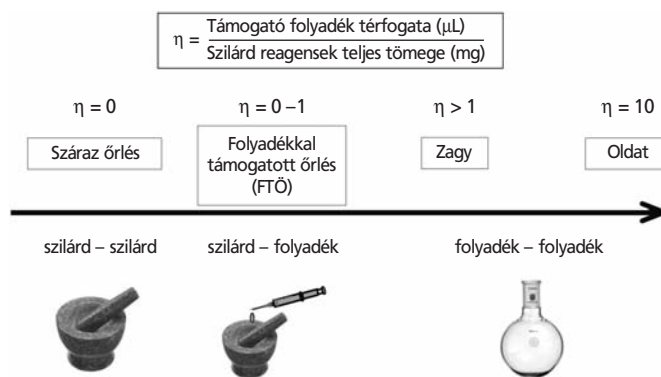 η = Támogató folyadék térfogata (μL)
Szilárd reagensek teljes tömege (mg)
η = 0
η = 0 –1
η > 1
η = 10
Száraz őrlés
Folyadékkal
támogatott őrlés
(FTÖ)
Zagy
Oldat
szilárd – szilárd
szilárd – folyadék
folyadék – folyadék